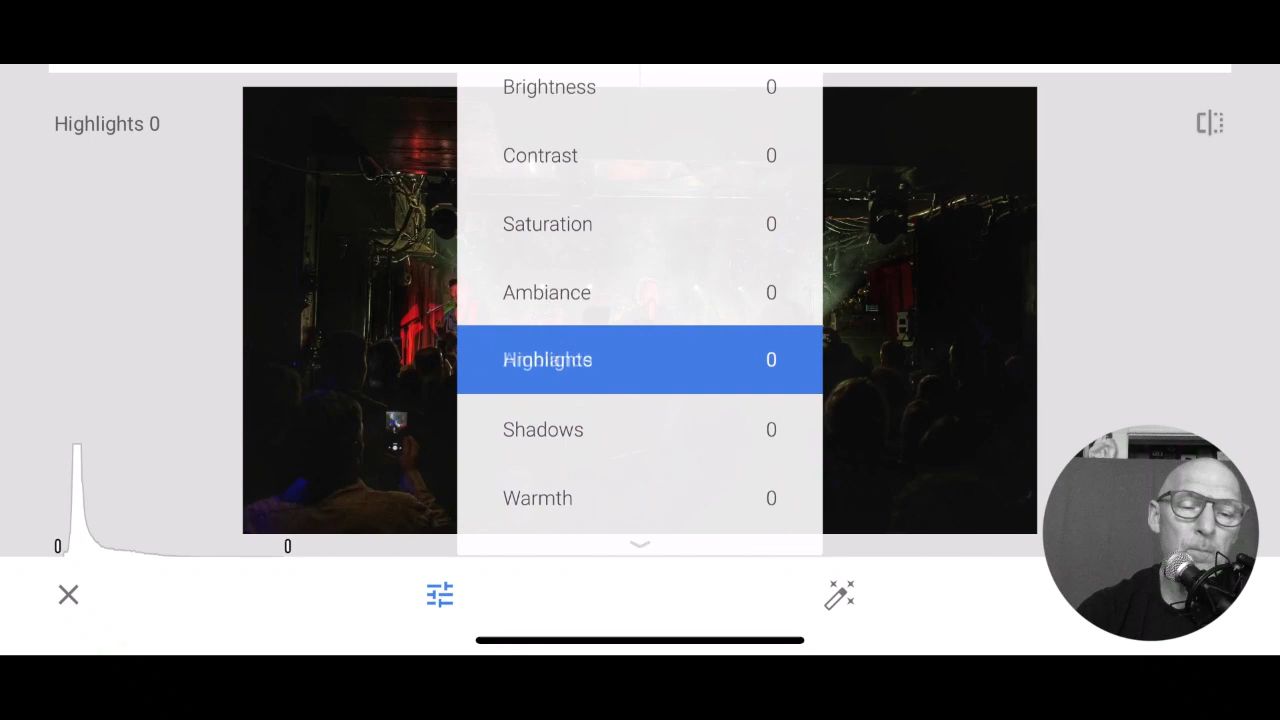 Brightness 0
Highlights 0
Contrast 0
Saturation 0
Ambiance 0
Highlights 0
Shadows 0
Warmth 0
0 0